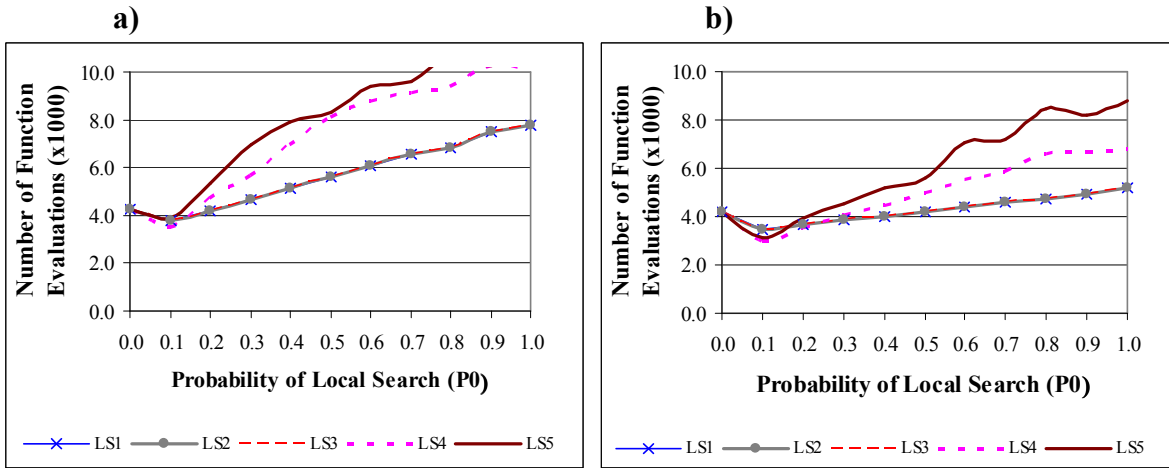 a)
Number of Function
Evaluations (x1000)
10.0
8.0
6.0
4.0
2.0
0.0
0.0 0.1 0.2 0.3 0.4 0.5 0.6 0.7 0.8 0.9 1.0
Probability of Local Search (P0)
LS1 LS2 LS3 LS4 LS5
b)
Number of Function
Evaluations (x1000)
10.0
8.0
6.0
4.0
2.0
0.0
0.0 0.1 0.2 0.3 0.4 0.5 0.6 0.7 0.8 0.9 1.0
Probability of Local Search (P0)
LS1 LS2 LS3 LS4 LS5